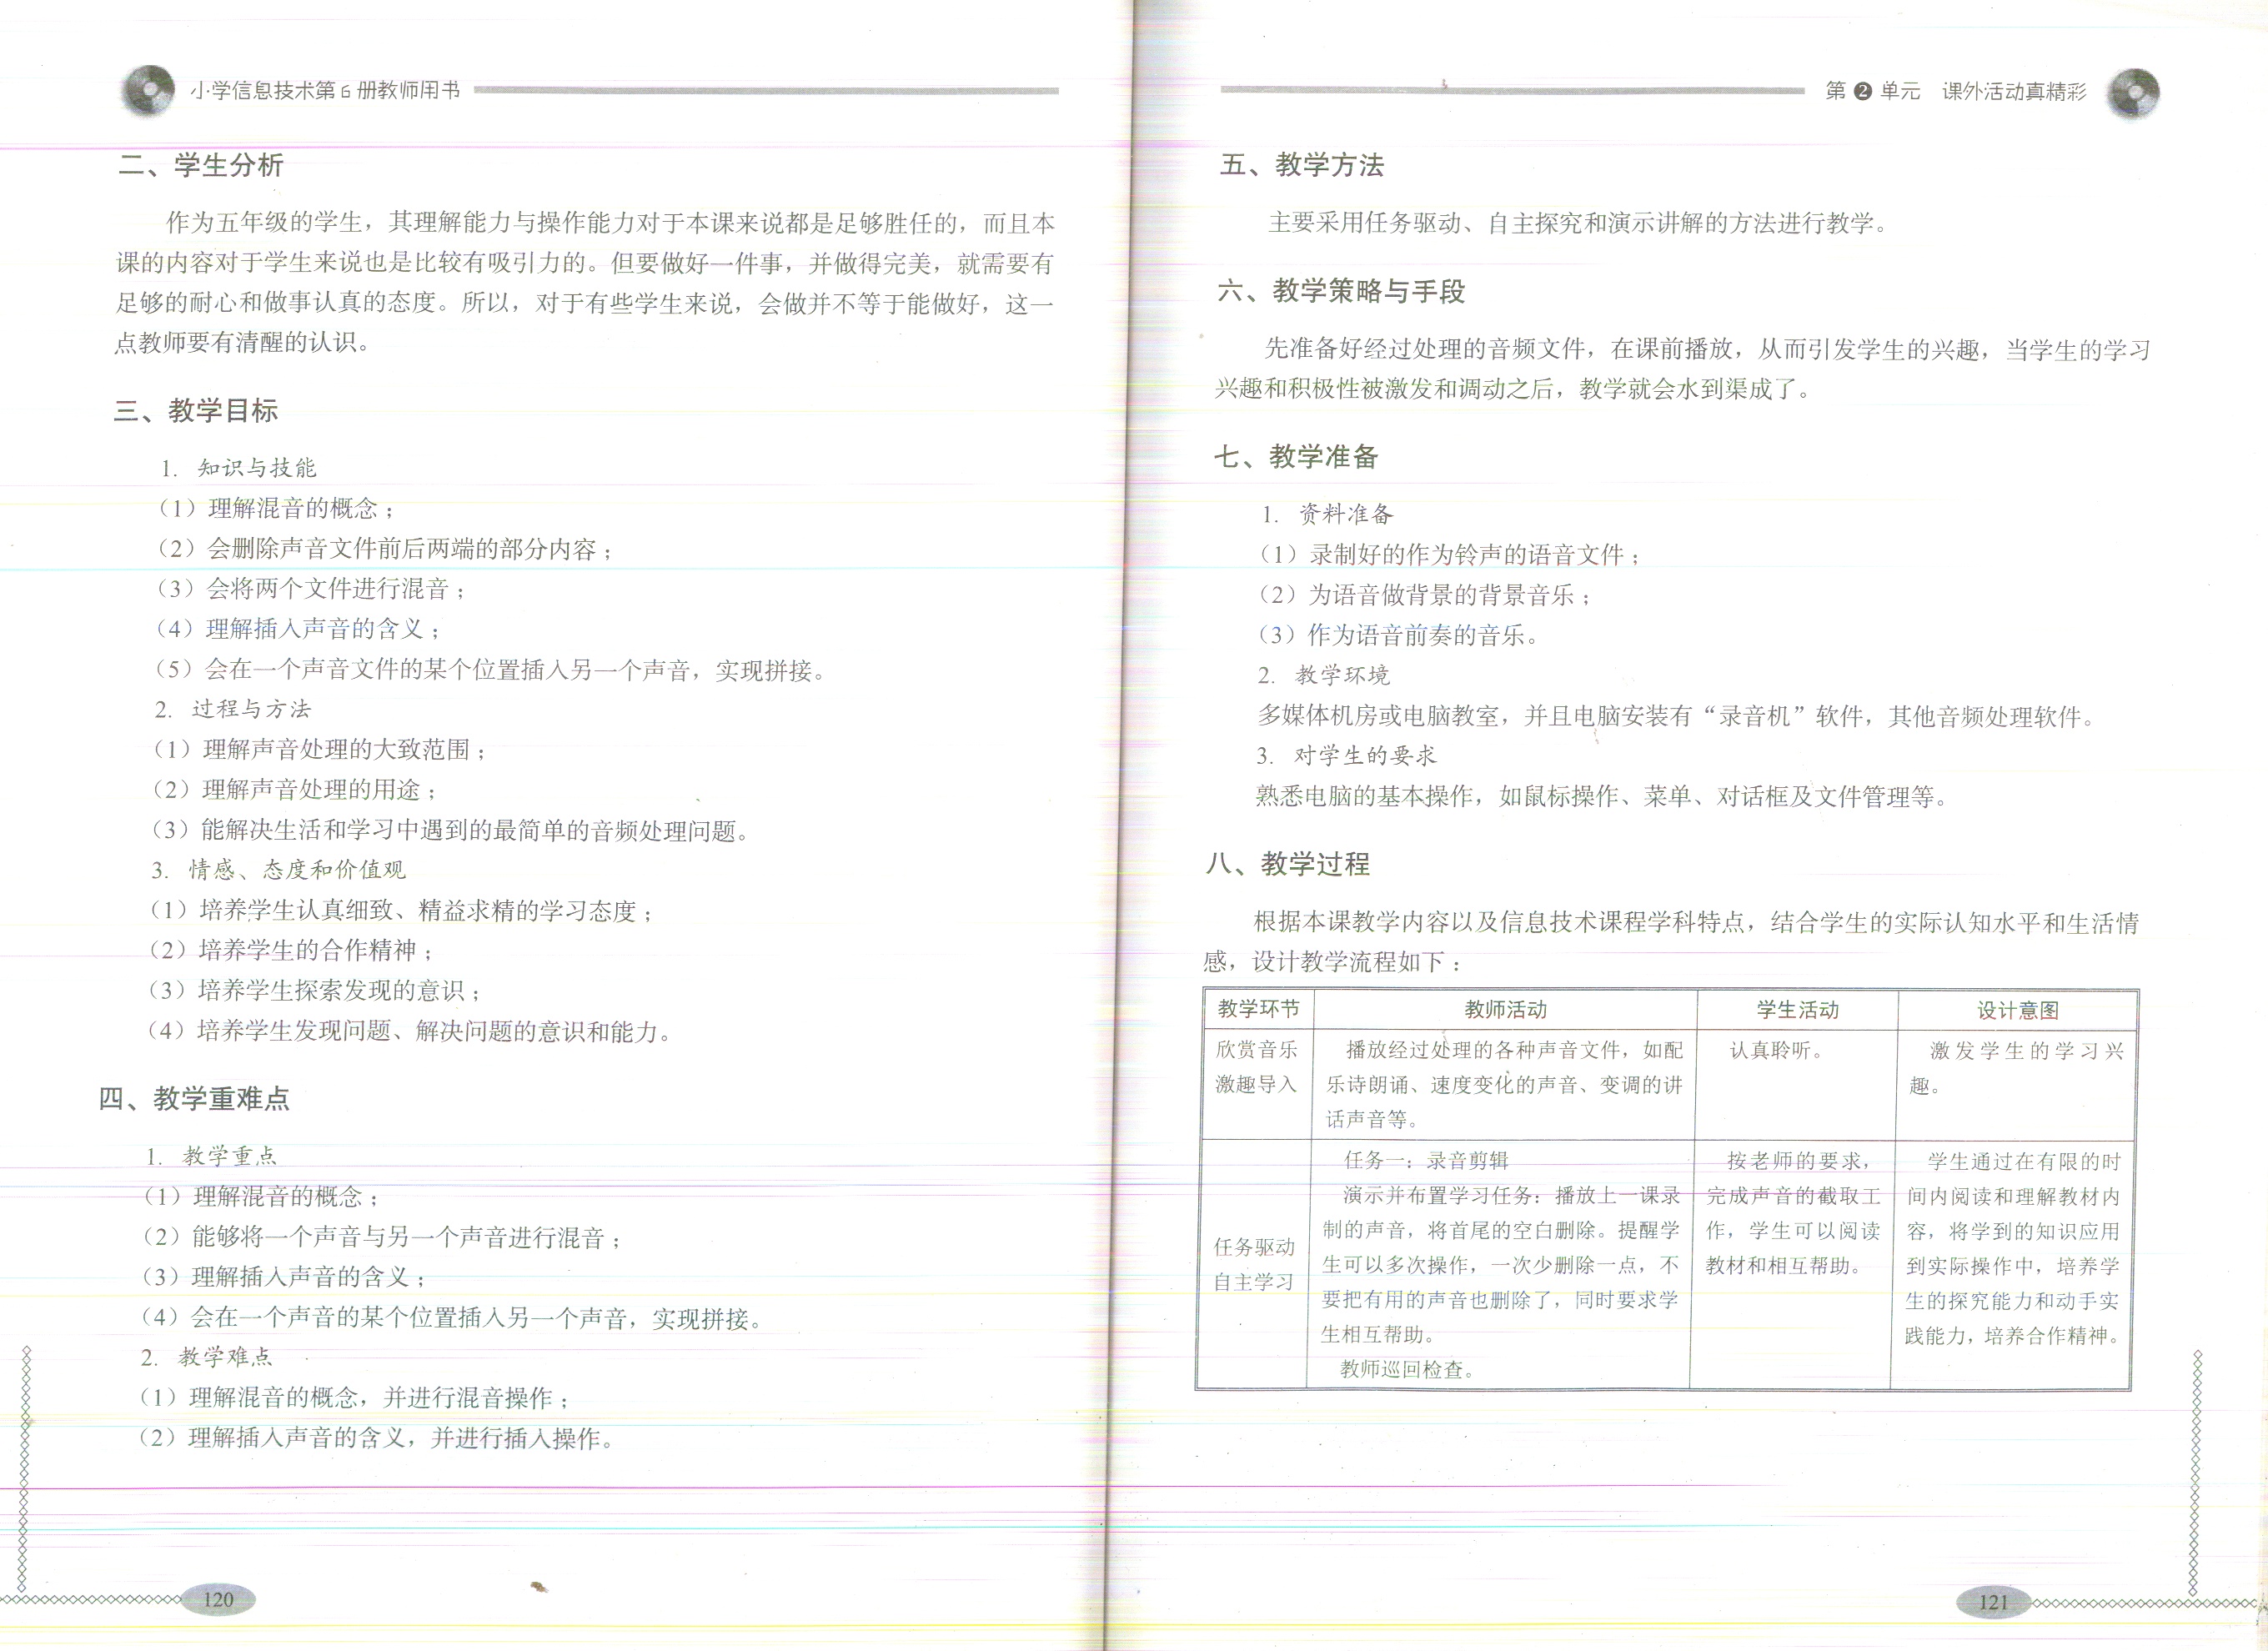 小学信息技术第6册教师用书
二、学生分析
作为五年级的学生，其理解能力与操作能力对于本课来说都是足够胜任的，而且本
课的内容对于学生来说也是比较有吸引力的。但要做好一件事，并做得完美，就需要有
足够的耐心和做事认真的态度。所以，对于有些学生来说，会做并不等于能做好，这一
点教师要有清醒的认识。
三、教学目标
1. 知识与技能
（1）理解混音的概念；
（2）会删除声音文件前后两端的部分内容；
（3）会将两个文件进行混音；
（4）理解插入声音的含义；
（5）会在一个声音文件的某个位置插入另一个声音，实现拼接。
2. 过程与方法
（1）理解声音处理的大致范围；
（2）理解声音处理的用途；
（3）能解决生活和学习中遇到的最简单的音频处理问题。
3. 情感、态度和价值观
（1）培养学生认真细致、精益求精的学习态度；
（2）培养学生的合作精神；
（3）培养学生探索发现的意识；
（4）培养学生发现问题、解决问题的意识和能力。
四、教学重难点
1. 教学重点
（1）理解混音的概念；
（2）能够将一个声音与另一个声音进行混音；
（3）理解插入声音的含义；
（4）会在一个声音的某个位置插入另一个声音，实现拼接。
2. 教学难点
（1）理解混音的概念，并进行混音操作；
（2）理解插入声音的含义，并进行插入操作。
120
第2单元 课外活动真精彩
五、教学方法
主要采用任务驱动、自主探究和演示讲解的方法进行教学。
六、教学策略与手段
先准备好经过处理的音频文件，在课前播放，从而引发学生的兴趣，当学生的学习
兴趣和积极性被激发和调动之后，教学就会水到渠成了。
七、教学准备
1. 资料准备
（1）录制好的作为铃声的语音文件；
（2）为语音做背景的背景音乐；
（3）作为语音前奏的音乐。
2. 教学环境
多媒体机房或电脑教室，并且电脑安装有“录音机”软件，其他音频处理软件。
3. 对学生的要求
熟悉电脑的基本操作，如鼠标操作、菜单、对话框及文件管理等。
八、教学过程
根据本课教学内容以及信息技术课程学科特点，结合学生的实际认知水平和生活情
感，设计教学流程如下：
教学环节 教师活动 学生活动 设计意图
欣赏音乐
激趣导入
播放经过处理的各种声音文件，如配
乐诗朗诵、速度变化的声音、变调的讲
话声音等。
认真聆听。
激发学生的学习兴
趣。
任务驱动
自主学习
任务一：录音剪辑
演示并布置学习任务：播放上一课录
制的声音，将首尾的空白删除。提醒学
生可以多次操作，一次少删除一点，不
要把有用的声音也删除了，同时要求学
生相互帮助。
教师巡回检查。
按老师的要求，
完成声音的截取工
作，学生可以阅读
教材和相互帮助。
学生通过在有限的时
间内阅读和理解教材内
容，将学到的知识应用
到实际操作中，培养学
生的探究能力和动手实
践能力，培养合作精神。
121